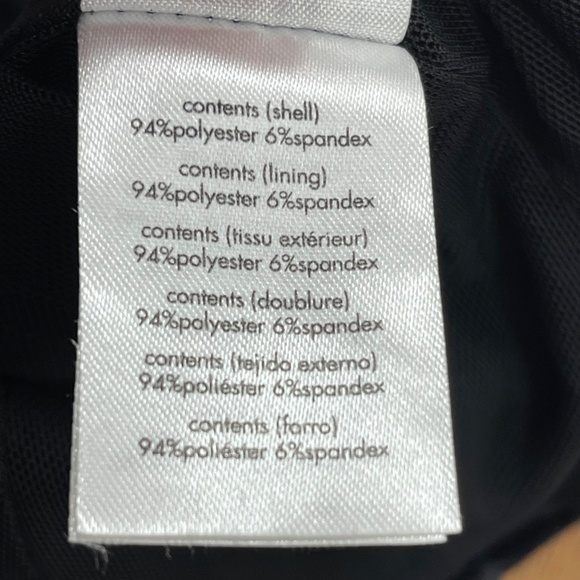 contents (shell)
94%polyester 6%spandex
contents (lining)
94%polyester 6%spandex
contents (tissu extérieur)
94%polyester 6%spandex
contents (doublure)
94%polyester 6%spandex
contents (tejido externo)
94%poliéster 6%spandex
contents (forro)
94%poliéster 6%spandex